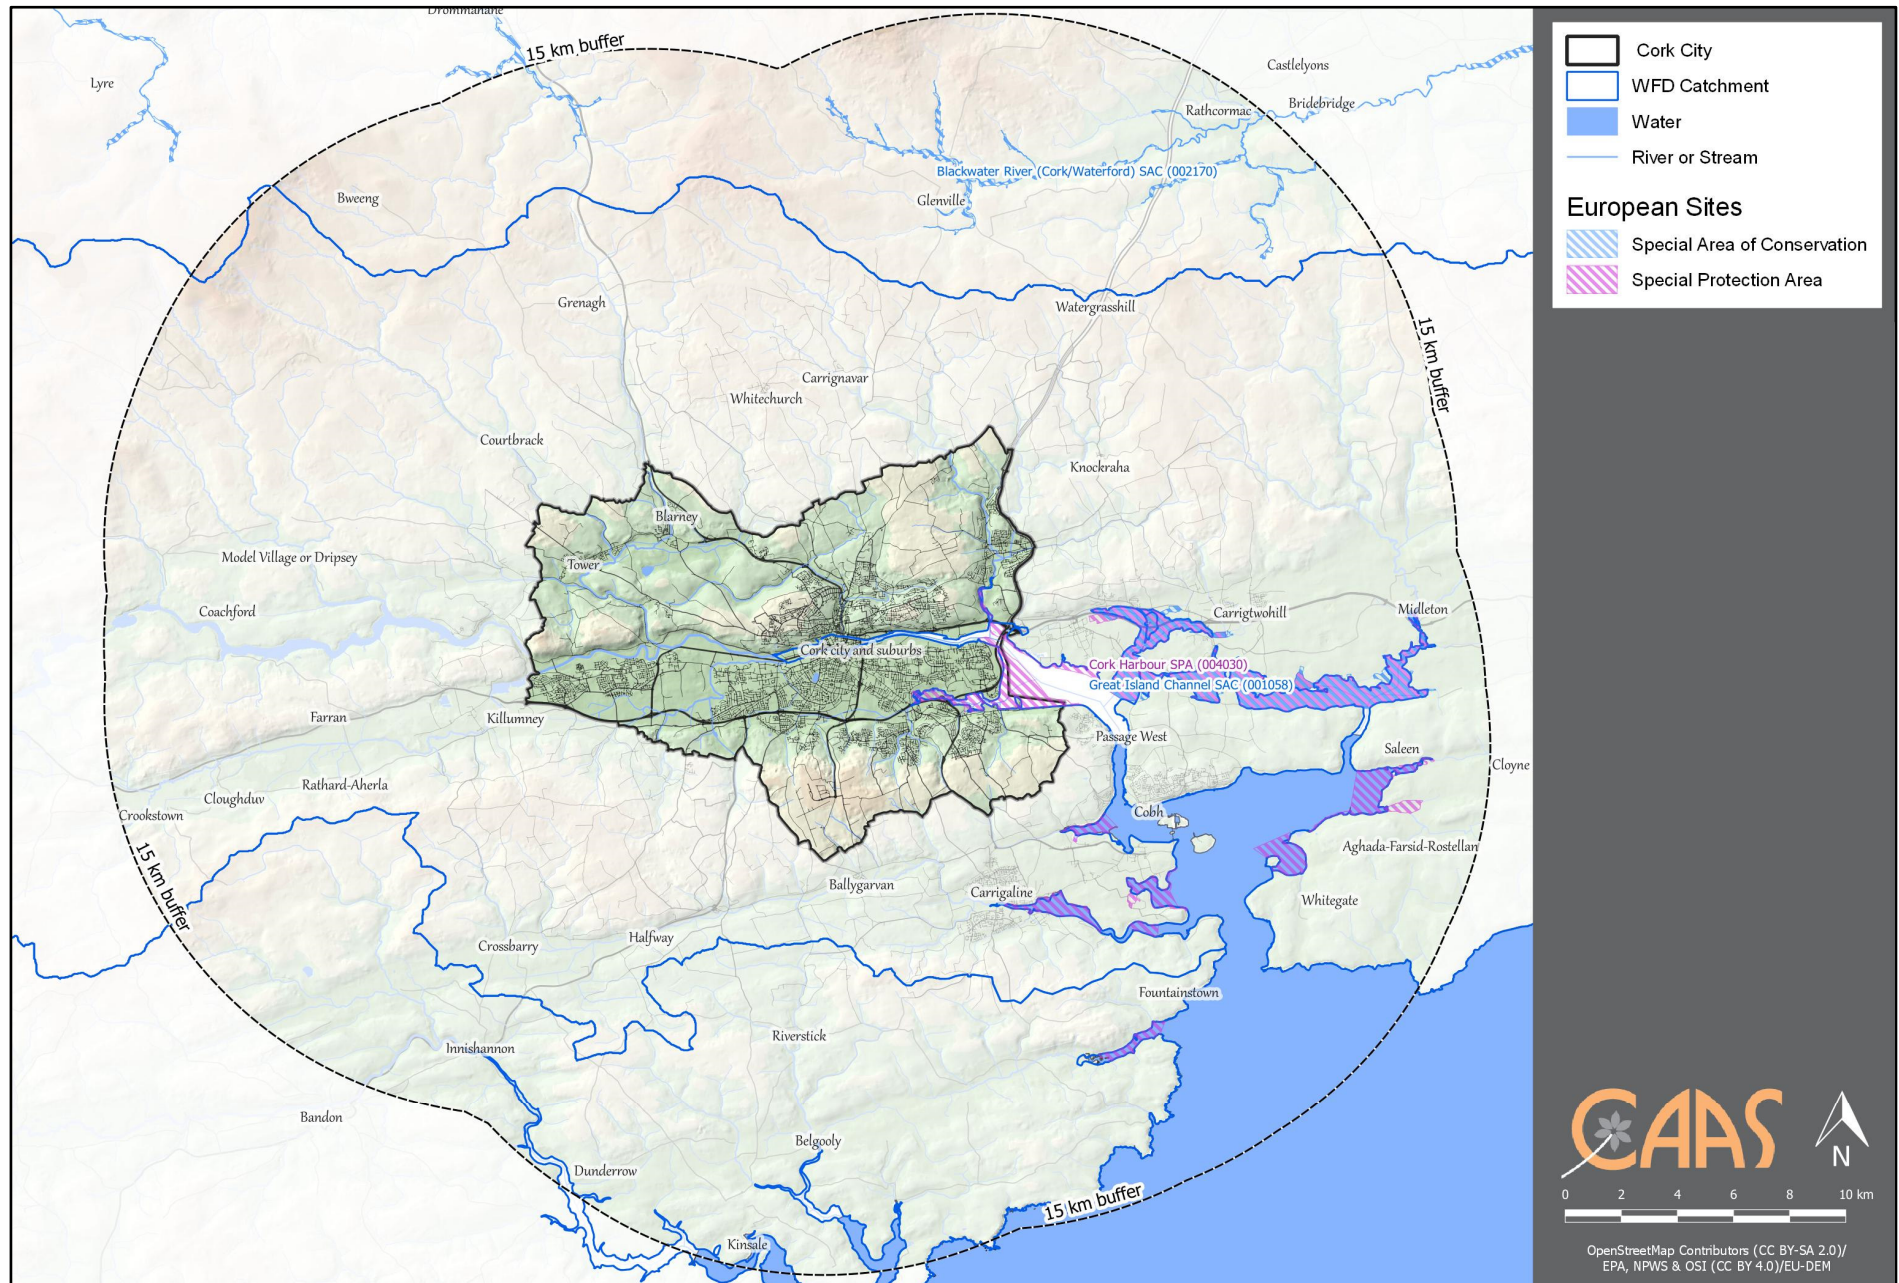 Drommahane
15 km buffer
Castlelyons
Lyre
Bridebridge
Rathcormac
Blackwater River (Cork/Waterford) SAC (002170)
Bweeng
Glenville
Grenagh
Watergrasshill
15 km buffer
Carrignavar
Whitechurch
Courtbrack
Knockraha
Blarney
Model Village or Dripsey
Tower
Coachford
Carrigtwohill
Midleton
Cork city and suburbs
Cork Harbour SPA (004030)
Great Island Channel SAC (001058)
Farran
Killumney
Passage West
Saleen
Cloyne
Rathard-Aherla
Cloughduv
Crookstown
Cobh
Aghada-Farsid-Rostellan
15 km buffer
Ballygarvan
Carrigaline
Whitegate
Halfway
Crossbarry
Fountainstown
Riverstick
Innishannon
Bandon
Belgooly
Dunderrow
15 km buffer
Kinsale
Cork City
WFD Catchment
Water
River or Stream
European Sites
Special Area of Conservation
Special Protection Area
CAAS
N
0 2 4 6 8 10 km
OpenStreetMap Contributors (CC BY-SA 2.0)/
EPA, NPWS & OSI (CC BY 4.0)/EU-DEM